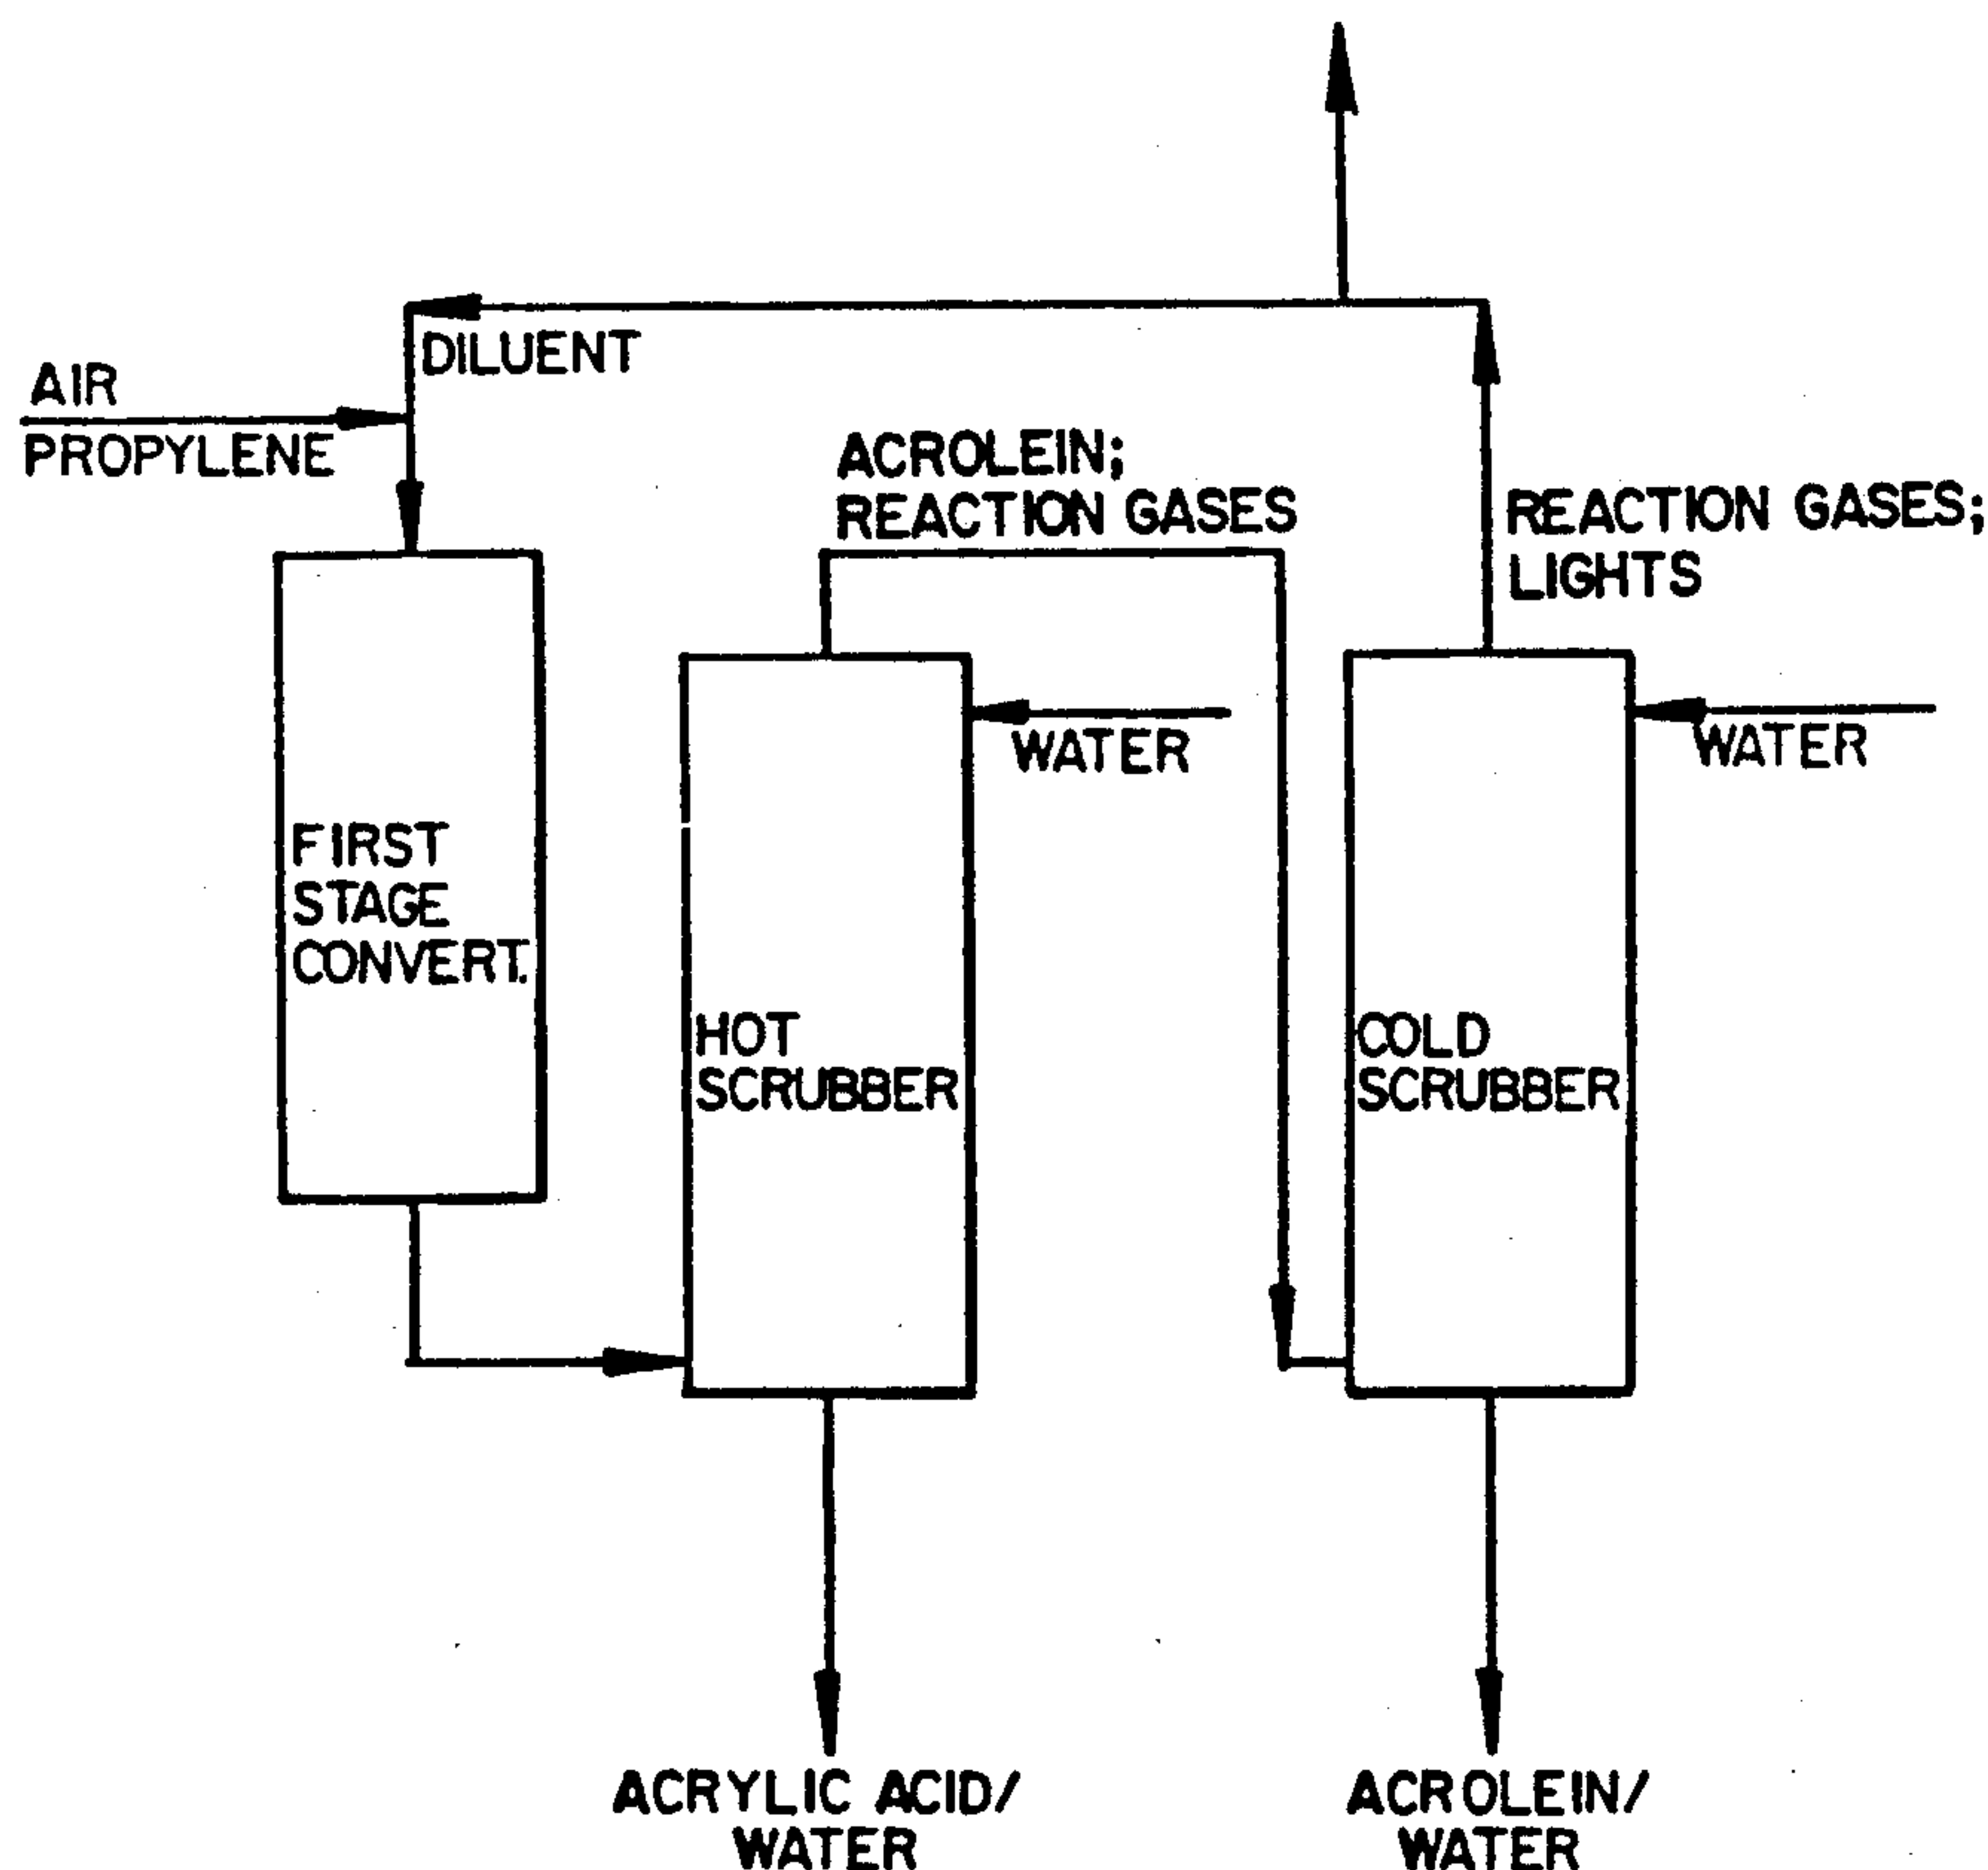 DILUENT
AIR
PROPYLENE
ACROLEIN;
REACTION GASES
REACTION GASES;
LIGHTS
WATER
WATER
FIRST
STAGE
CONVERT.
HOT
SCRUBBER
COLD
SCRUBBER
ACRYLIC ACID/
WATER
ACROLEIN/
WATER